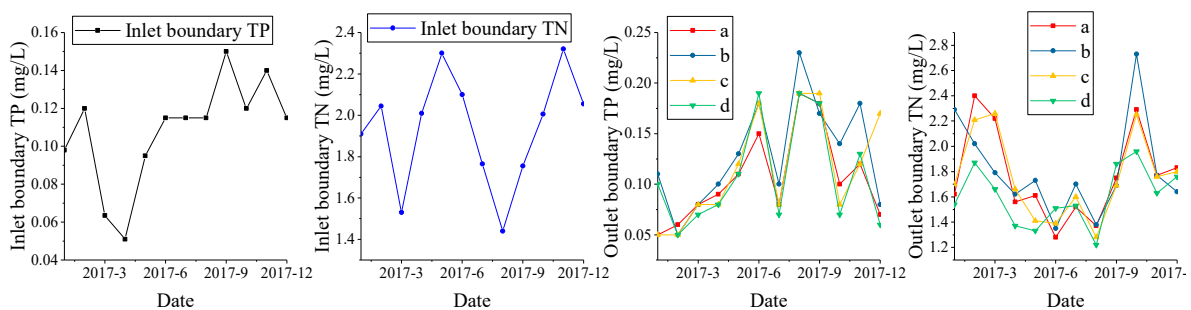 Inlet boundary TP (mg/L)
0.16
0.14
0.12
0.10
0.08
0.06
0.04
Inlet boundary TP
2017-3 2017-6 2017-9 2017-12
Date
Inlet boundary TN (mg/L)
2.4
2.2
2.0
1.8
1.6
1.4
Inlet boundary TN
2017-3 2017-6 2017-9 2017-12
Date
Outlet boundary TP (mg/L)
0.25
0.20
0.15
0.10
0.05
a
b
c
d
2017-3 2017-6 2017-9 2017-12
Date
Outlet boundary TN (mg/L)
2.8
2.6
2.4
2.2
2.0
1.8
1.6
1.4
1.2
a
b
c
d
2017-3 2017-6 2017-9 2017-
Date